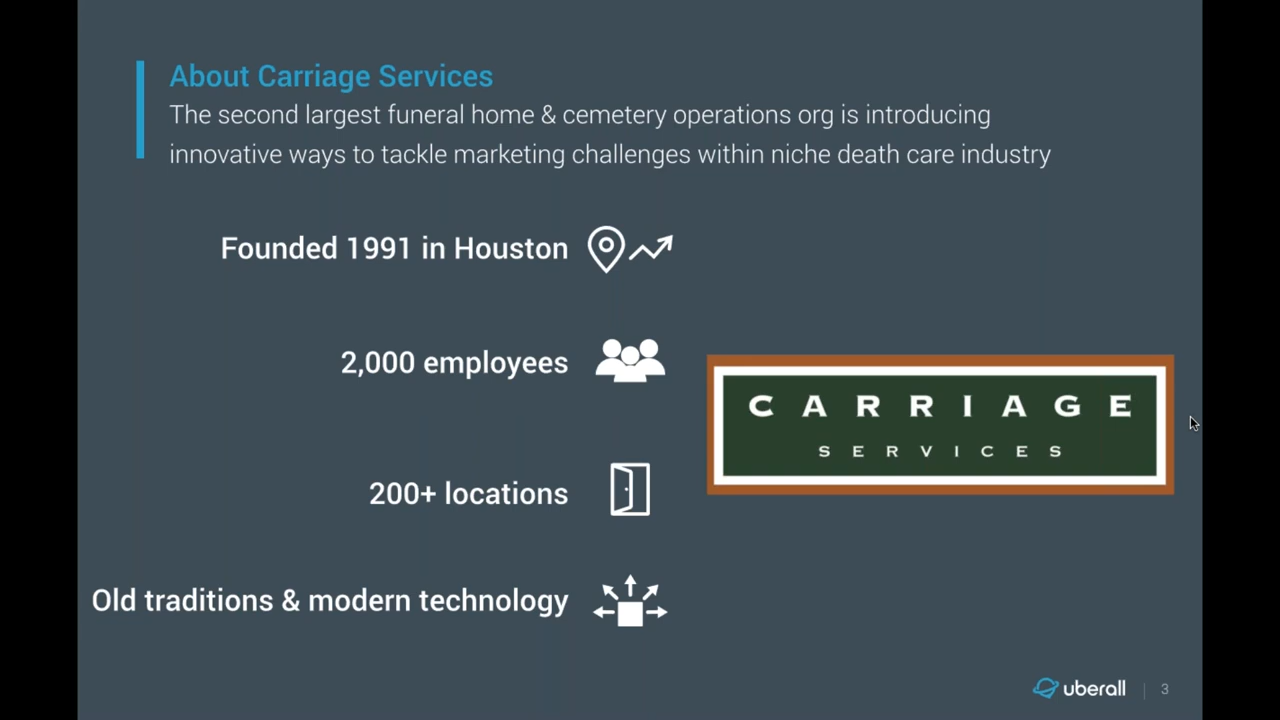 About Carriage Services
The second largest funeral home & cemetery operations org is introducing
innovative ways to tackle marketing challenges within niche death care industry
Founded 1991 in Houston
2,000 employees
200+ locations
Old traditions & modern technology
CARRIAGE
SERVICES
uberall | 3